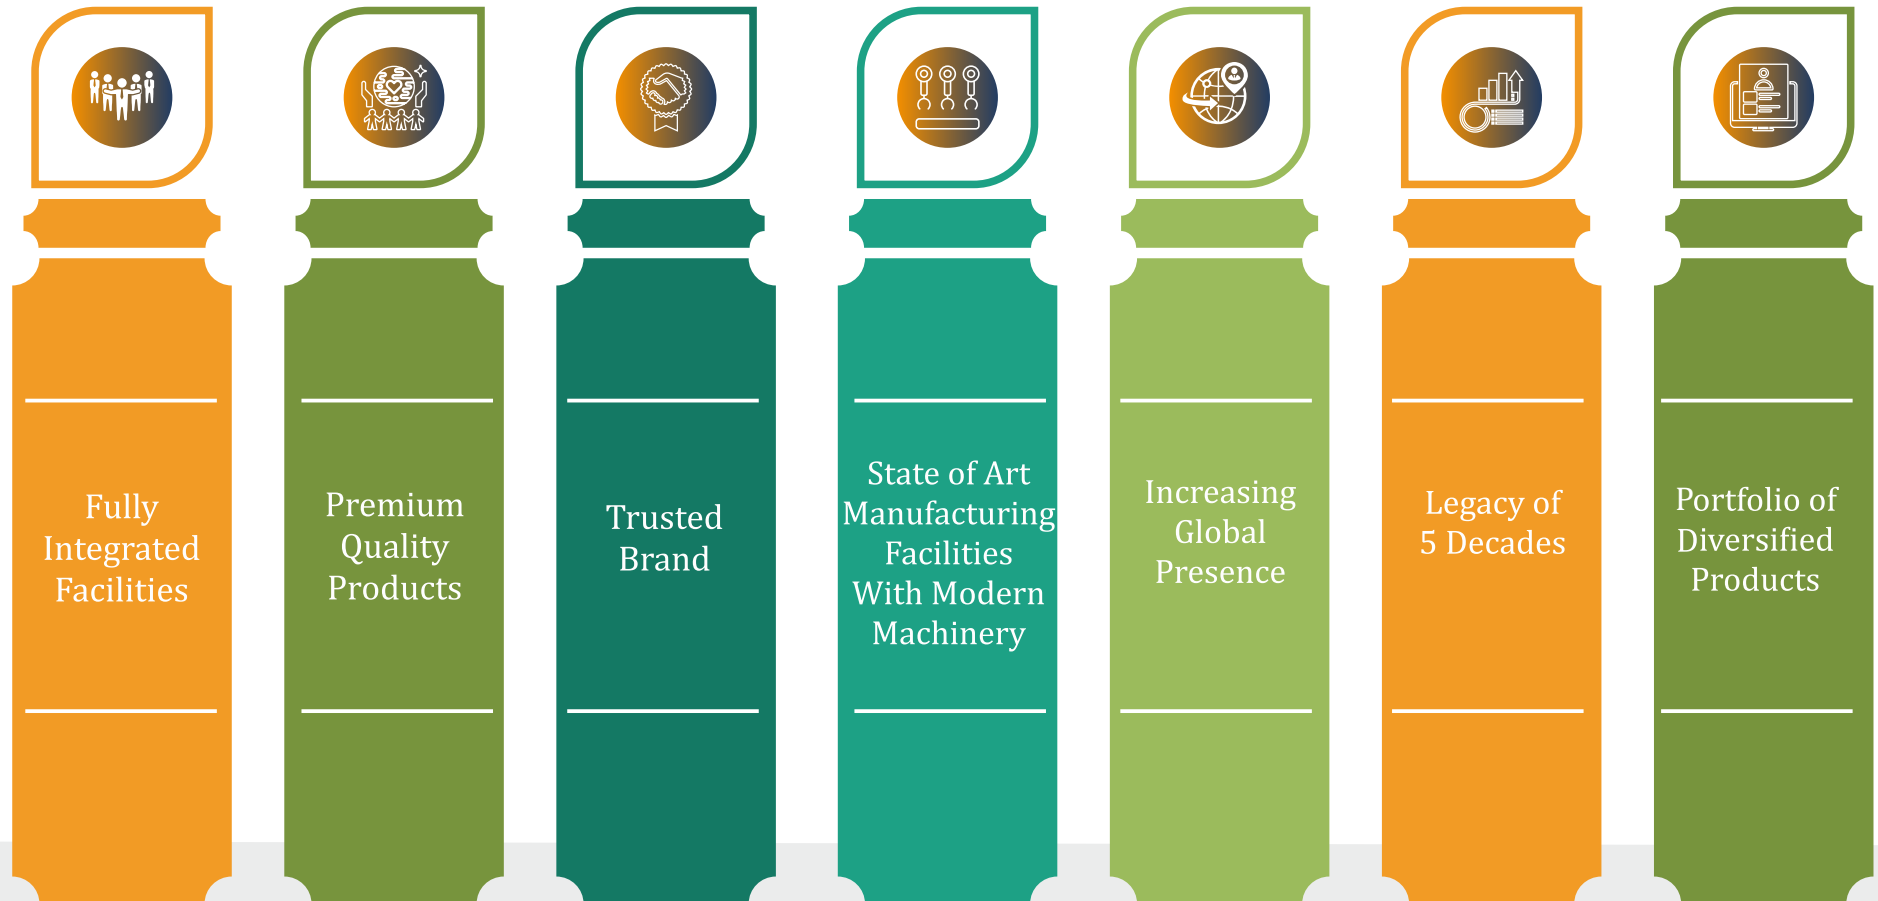 Fully
Integrated
Facilities
Premium
Quality
Products
Trusted
Brand
State of Art
Manufacturing
Facilities
With Modern
Machinery
Increasing
Global
Presence
Legacy of
5 Decades
Portfolio of
Diversified
Products